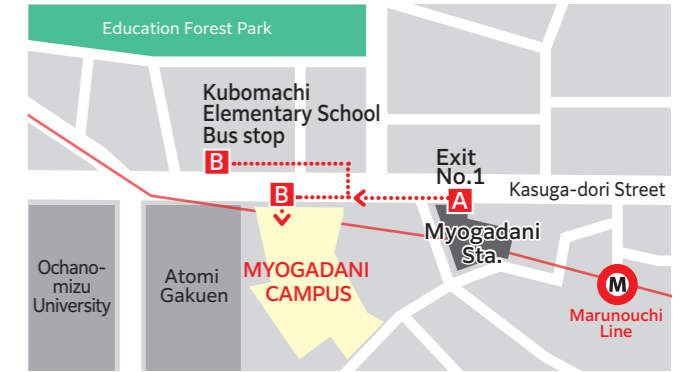 Education Forest Park
Kubomachi
Elementary School
Bus stop
B
Exit
No.1
B
A
Kasuga-dori Street
Myogadani
Sta.
Ochano-
mizu
University
Atomi
Gakuen
MYOGADANI
CAMPUS
M
Marunouchi
Line